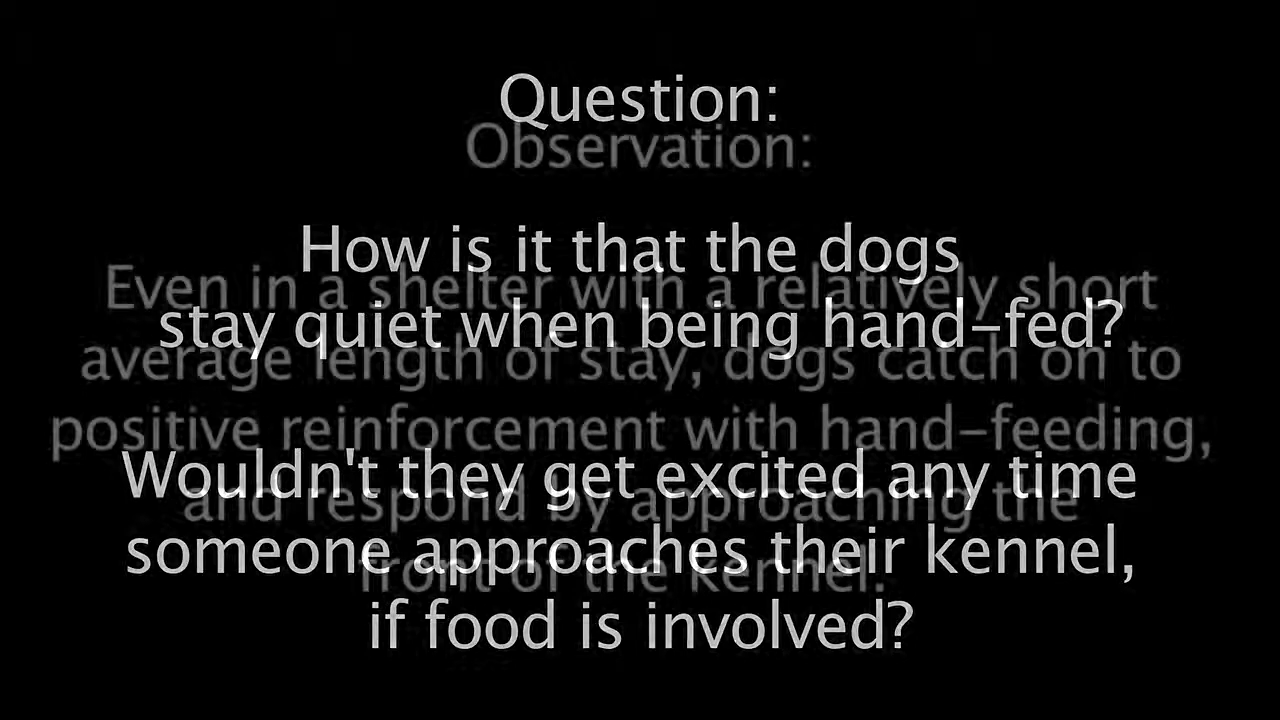 Question:
How is it that the dogs
stay quiet when being hand-fed?
Wouldn't they get excited any time
someone approaches their kennel,
if food is involved?
Observation:
Even in a shelter with a relatively short
average length of stay, dogs catch on to
positive reinforcement with hand-feeding,
and respond by approaching the
front of the kennel.